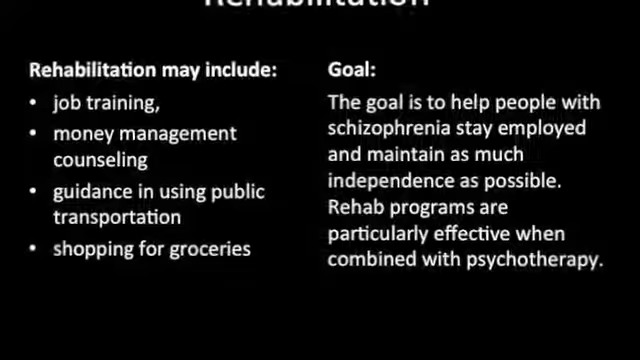 Rehabilitation
Rehabilitation may include:
• job training,
• money management
counseling
• guidance in using public
transportation
• shopping for groceries
Goal:
The goal is to help people with
schizophrenia stay employed
and maintain as much
independence as possible.
Rehab programs are
particularly effective when
combined with psychotherapy.